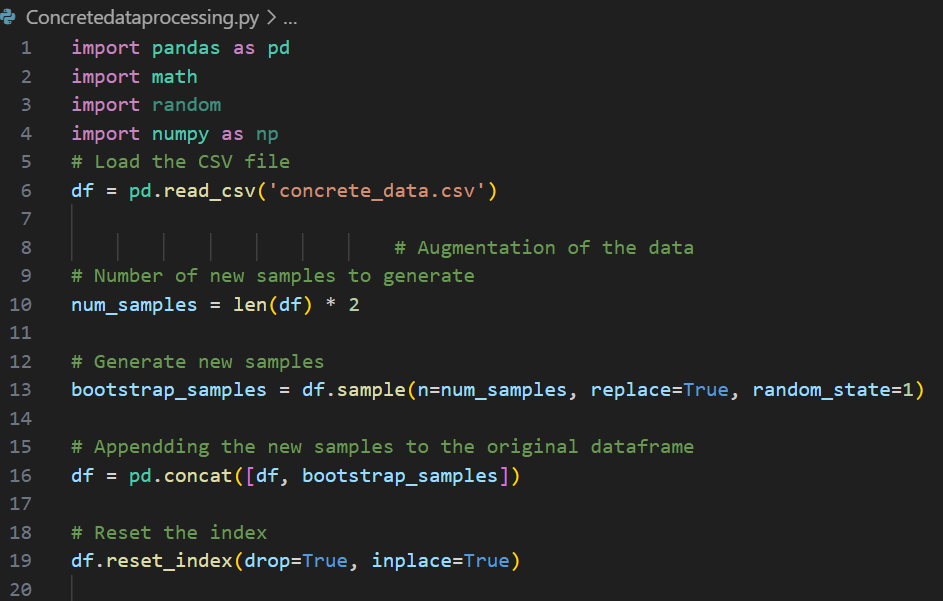 Concretedataprocessing.py > ...
1 import pandas as pd
2 import math
3 import random
4 import numpy as np
5 # Load the CSV file
6 df = pd.read_csv('concrete_data.csv')
7
8 # Augmentation of the data
9 # Number of new samples to generate
10 num_samples = len(df) * 2
11
12 # Generate new samples
13 bootstrap_samples = df.sample(n=num_samples, replace=True, random_state=1)
14
15 # Appendding the new samples to the original dataframe
16 df = pd.concat([df, bootstrap_samples])
17
18 # Reset the index
19 df.reset_index(drop=True, inplace=True)
20